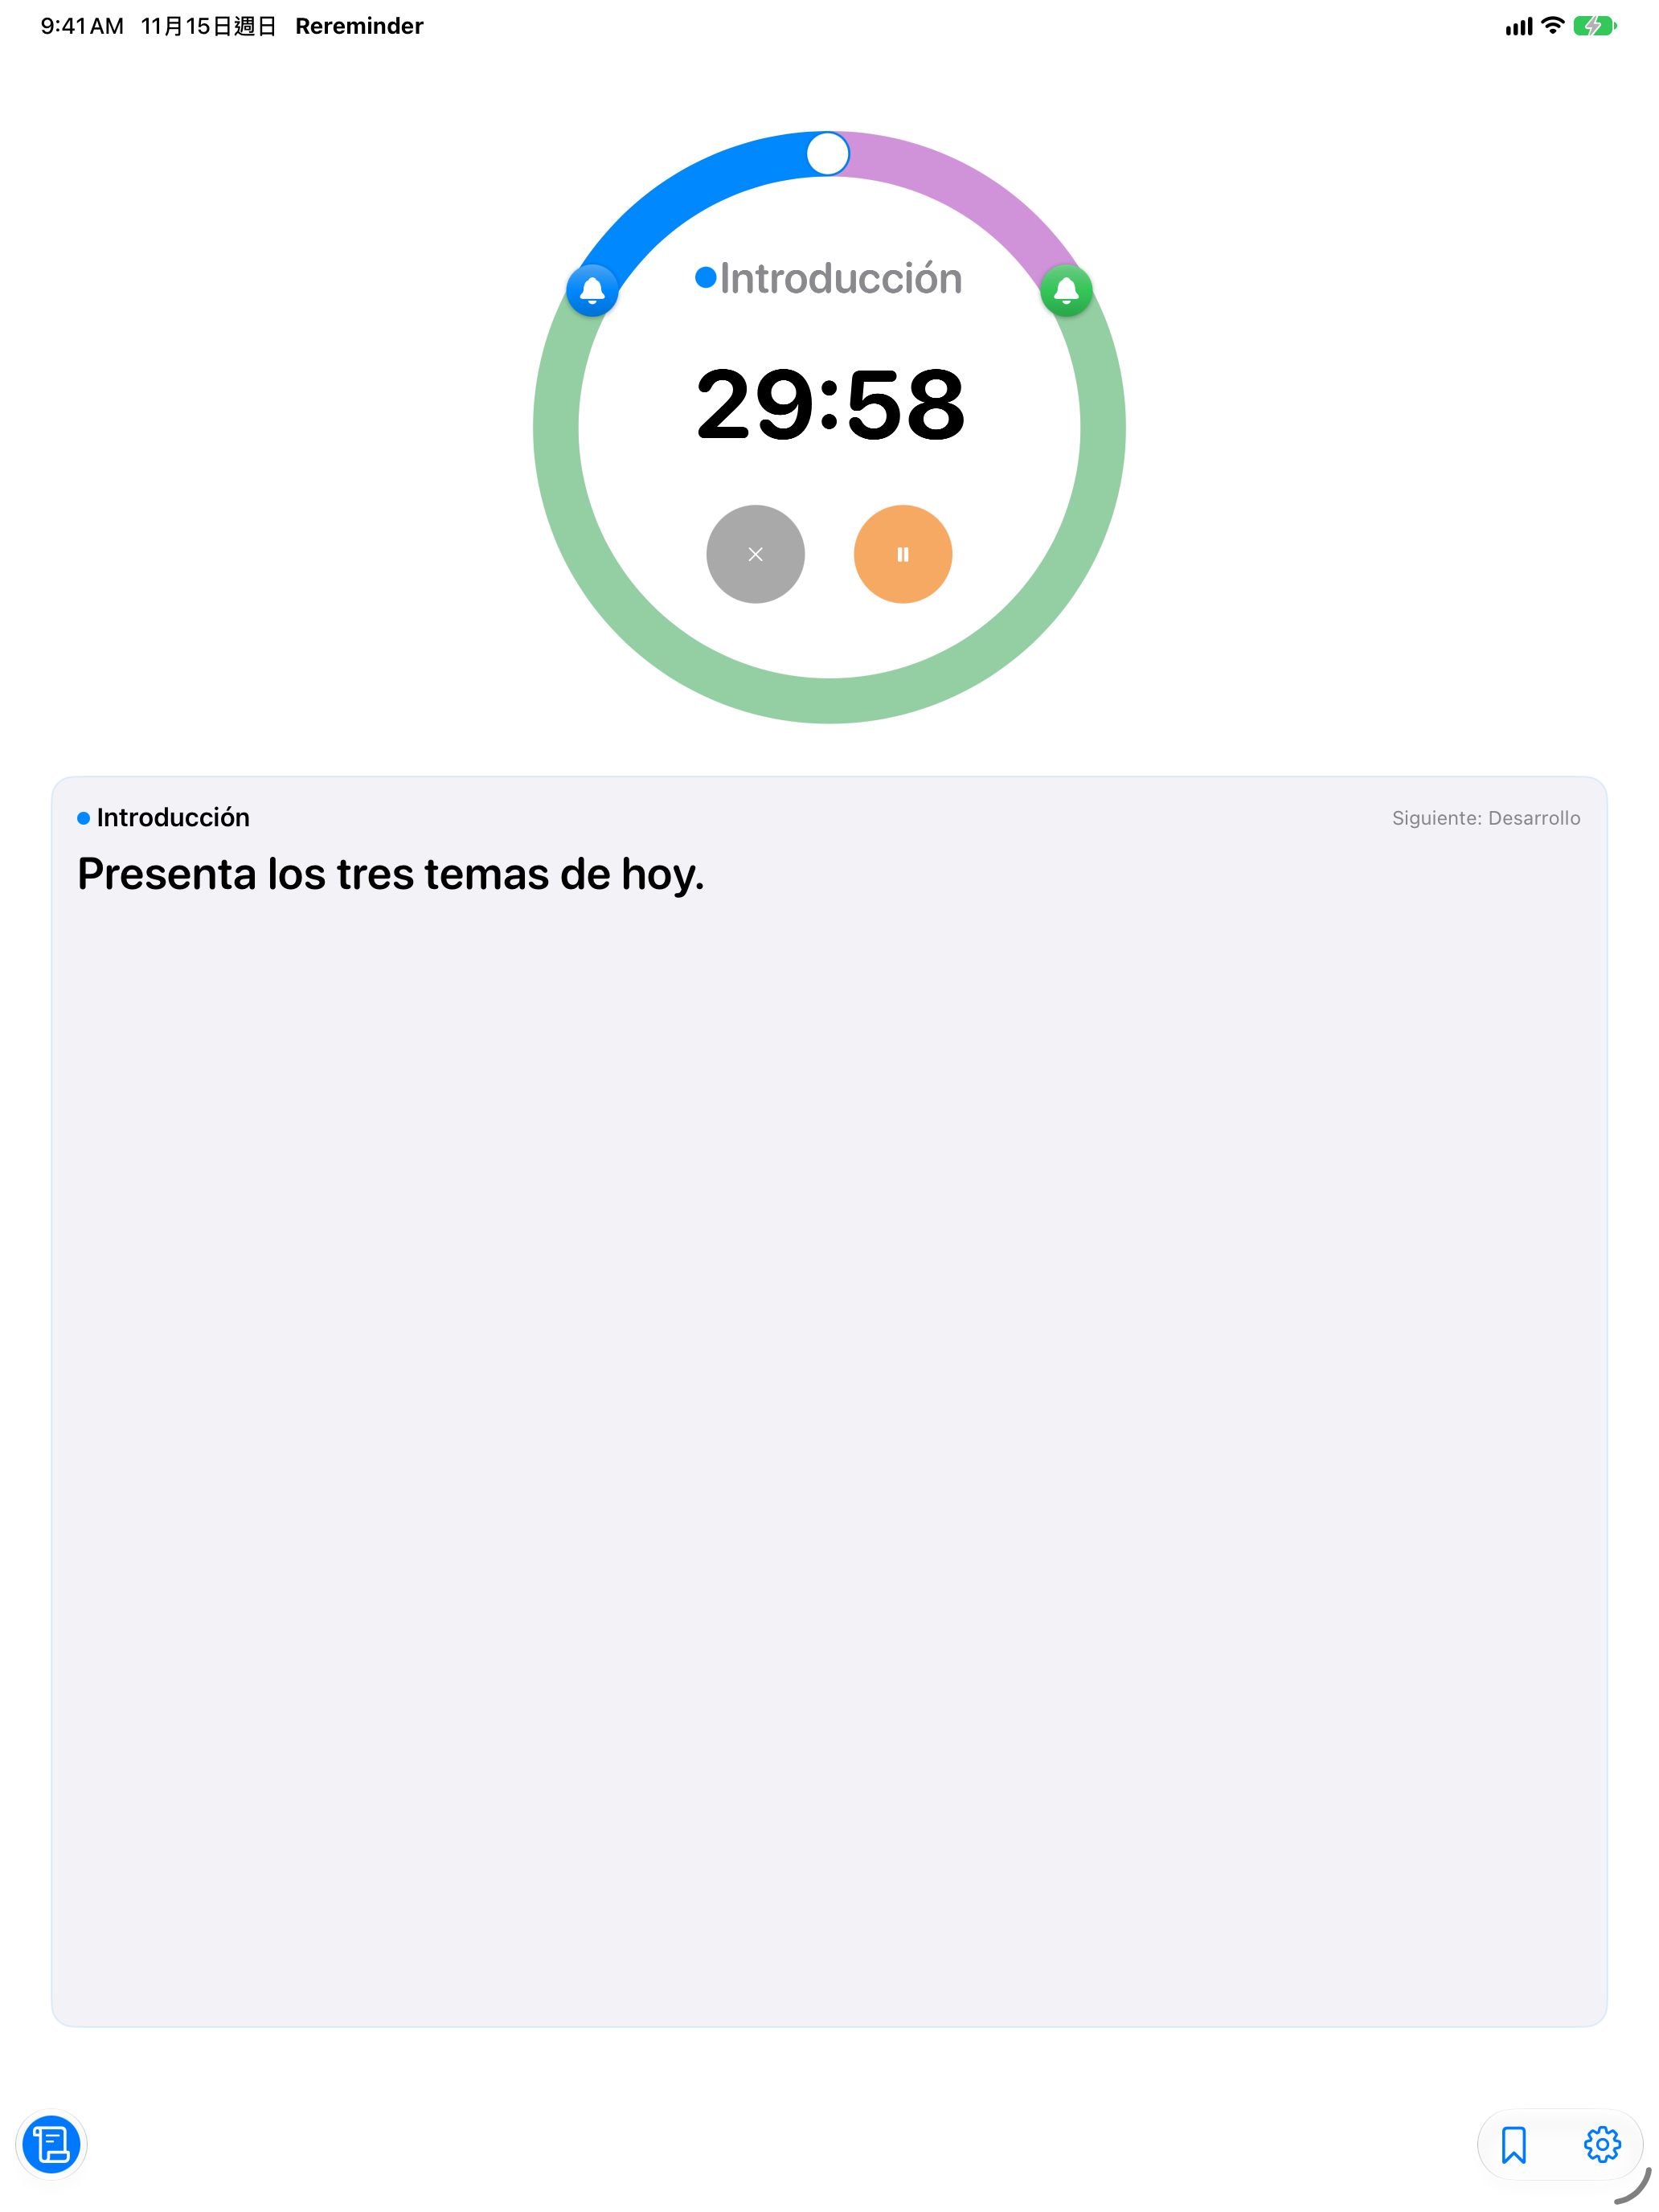 9:41 AM 11月15日週日 Rereminder
Introducción
29:58
Introducción
Siguiente: Desarrollo
Presenta los tres temas de hoy.